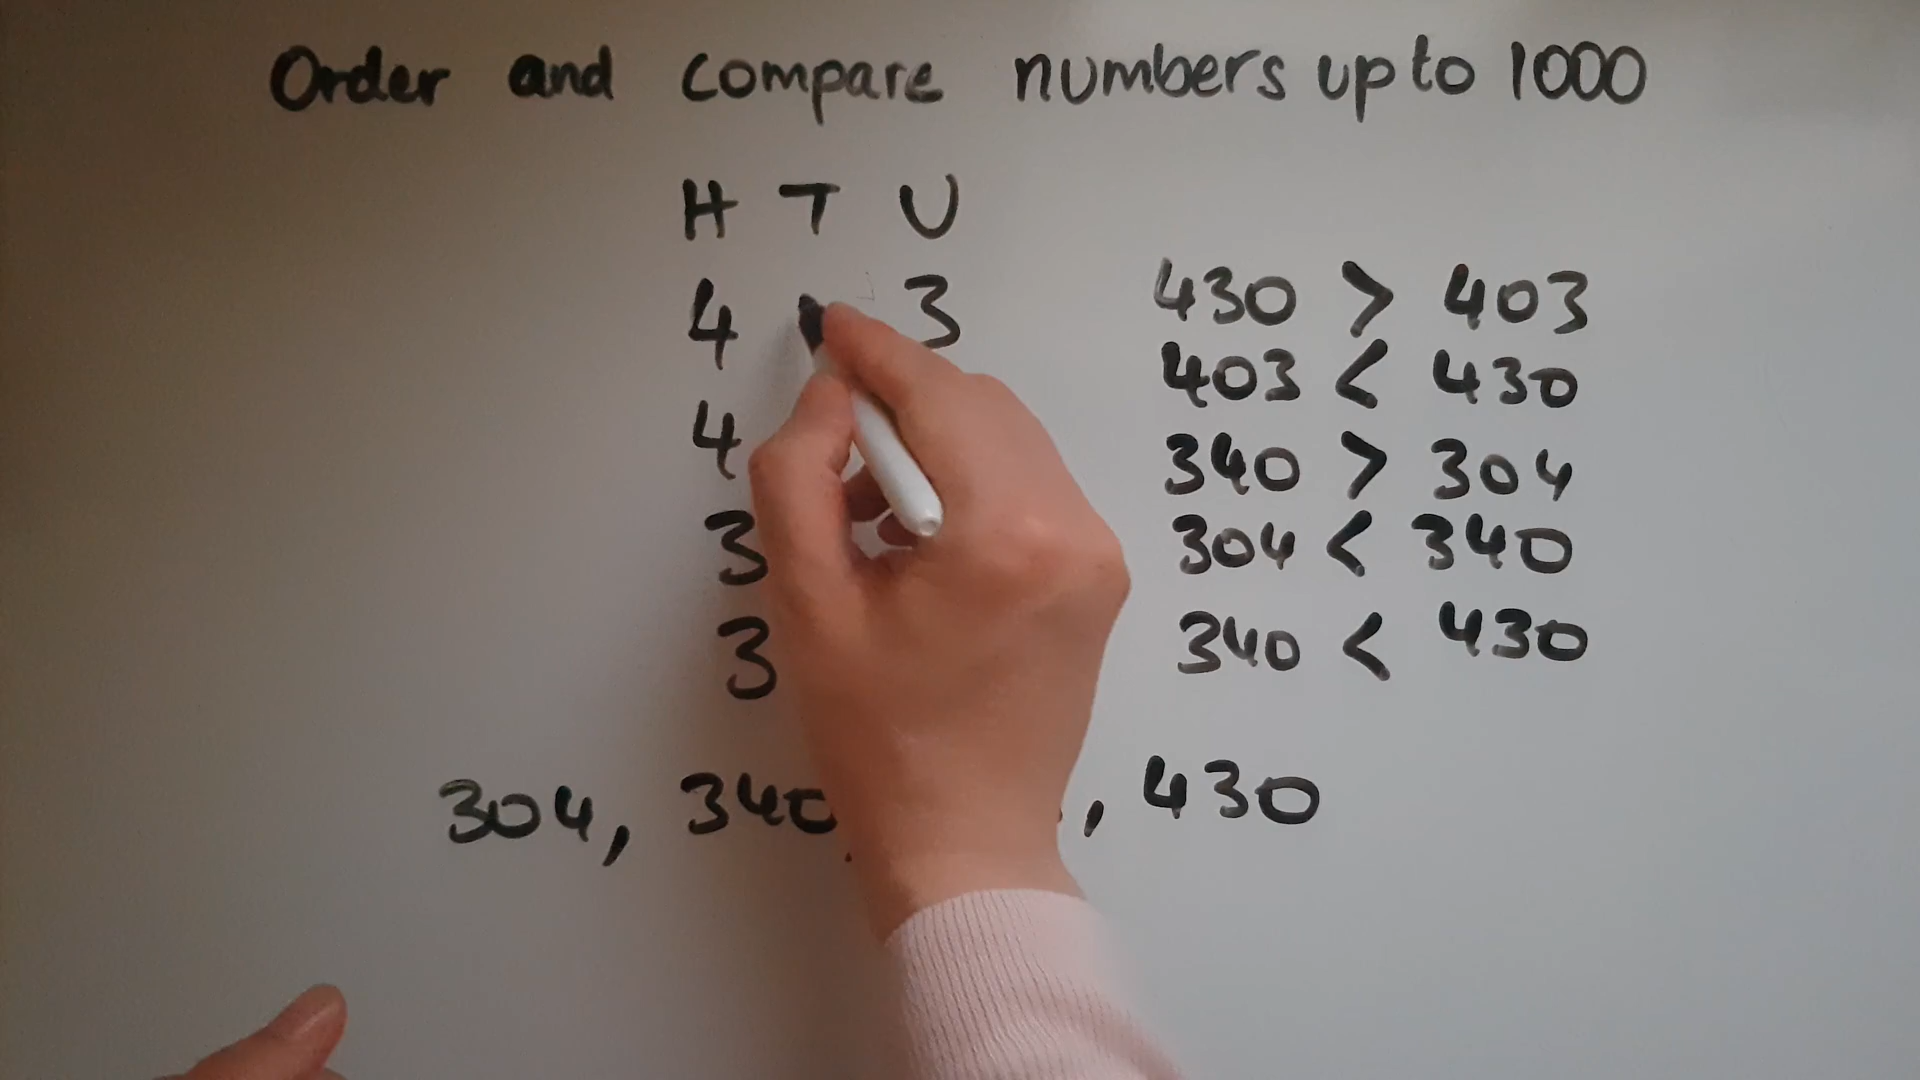 Order and compare numbers up to 1000
H T U
4 3
430 > 403
4
403 < 430
340 > 304
3
304 < 340
3
340 < 430
304, 340 , 430